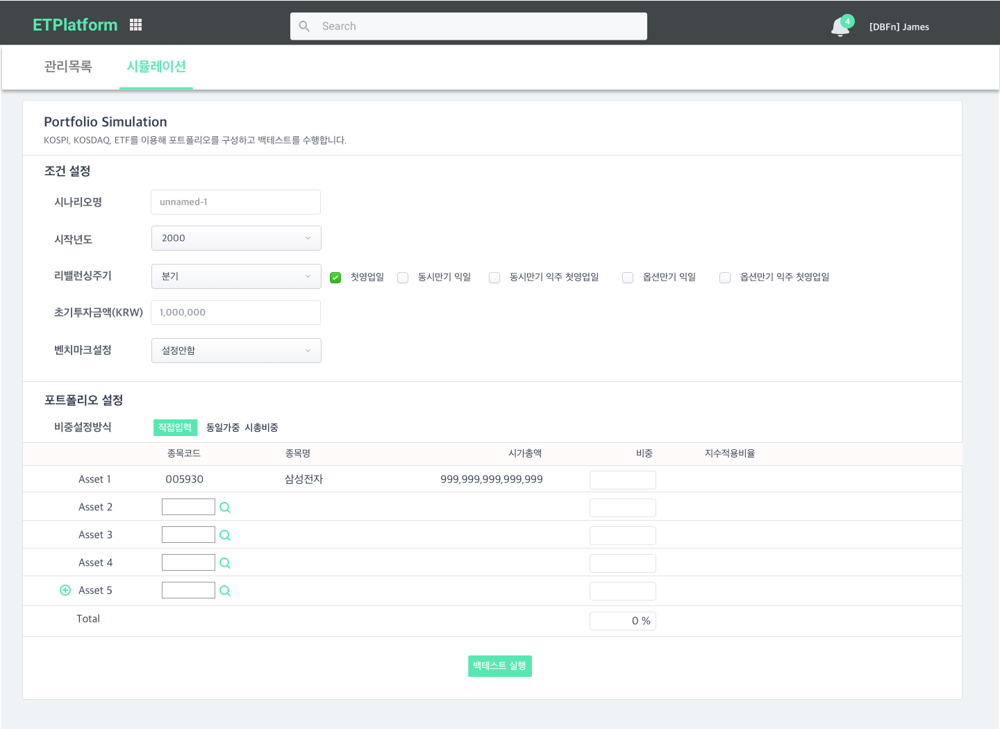 ETPlatform
Search
4
[DBFn] James
관리목록 시뮬레이션
Portfolio Simulation
KOSPI, KOSDAQ, ETF를 이용해 포트폴리오를 구성하고 백테스트를 수행합니다.
조건 설정
시나리오명 unnamed-1
시작년도 2000
리밸런싱주기 분기 첫영업일 동시만기 익일 동시만기 익주 첫영업일 옵션만기 익일 옵션만기 익주 첫영업일
초기투자금액(KRW) 1,000,000
벤치마크설정 설정안함
포트폴리오 설정
비중설정방식 직접입력 동일가중 시총비중
종목코드 종목명 시가총액 비중 지수적용비율
Asset 1 005930 삼성전자 999,999,999,999,999
Asset 2
Asset 3
Asset 4
Asset 5
Total 0 %
백테스트 실행